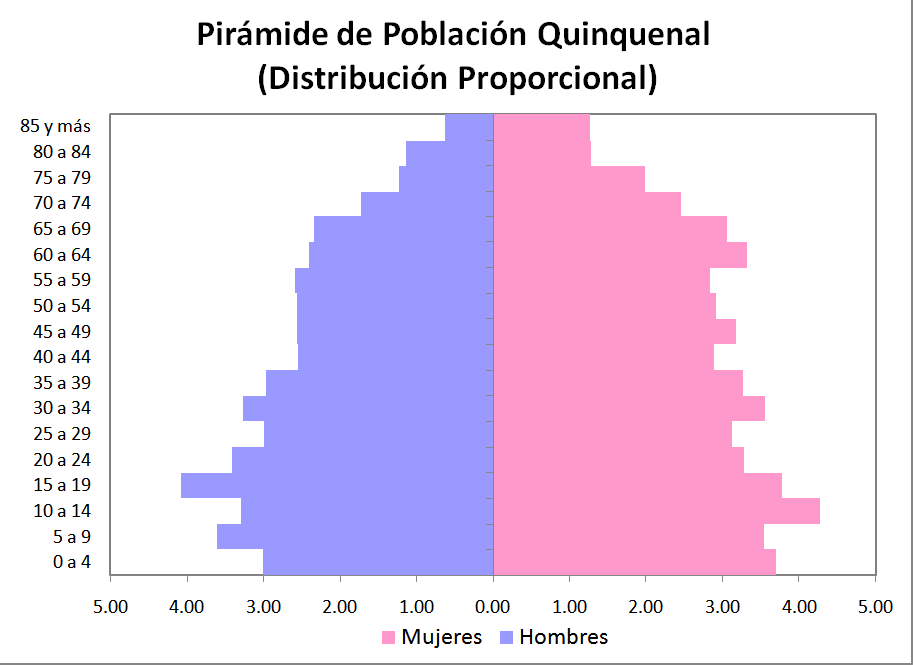 Pirámide de Población Quinquenal
(Distribución Proporcional)
85 y más
80 a 84
75 a 79
70 a 74
65 a 69
60 a 64
55 a 59
50 a 54
45 a 49
40 a 44
35 a 39
30 a 34
25 a 29
20 a 24
15 a 19
10 a 14
5 a 9
0 a 4
5.00 4.00 3.00 2.00 1.00 0.00 1.00 2.00 3.00 4.00 5.00
Mujeres Hombres